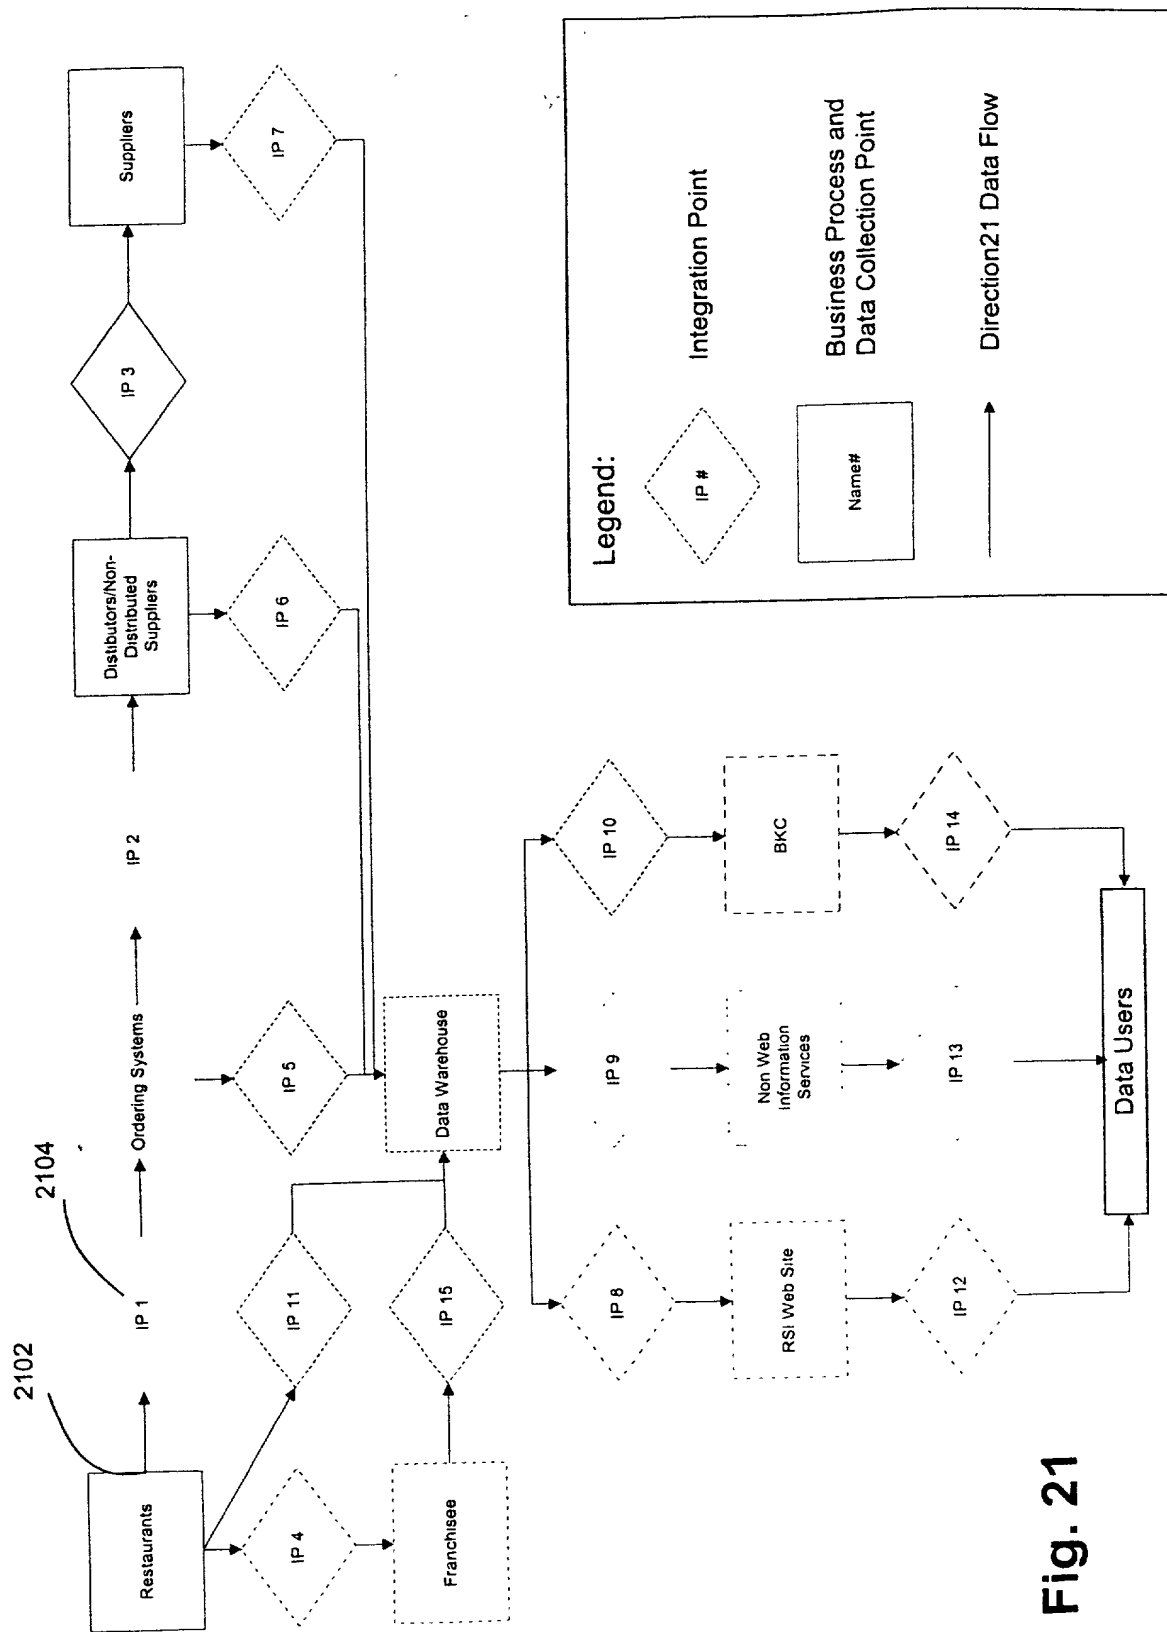 2102
2104
Restaurants
IP 1
Ordering Systems
IP 2
Distributors/Non-
Distributed
Suppliers
IP 3
Suppliers
IP 4
IP 11
IP 5
IP 6
IP 7
Franchisee
IP 15
Data Warehouse
IP 8
IP 9
IP 10
RSI Web Site
Non Web
Information
Services
BKC
IP 12
IP 13
IP 14
Data Users
Legend:
IP #
Integration Point
Name#
Business Process and
Data Collection Point
Direction21 Data Flow
Fig. 21